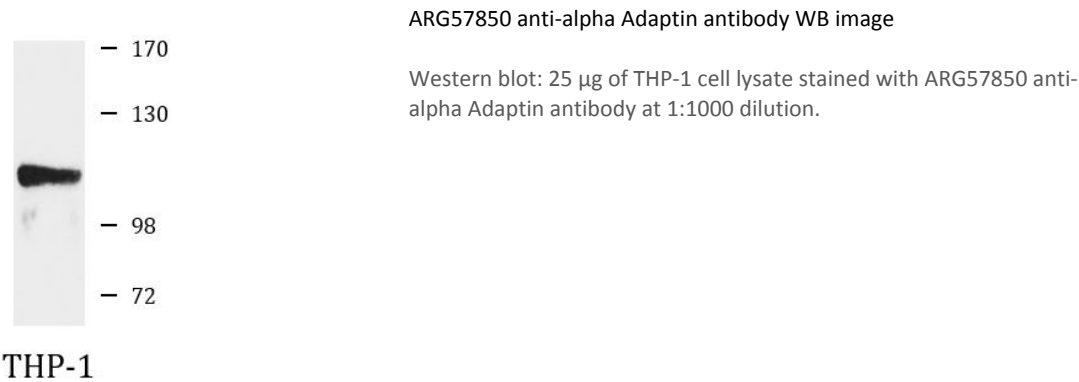 ARG57850 anti-alpha Adaptin antibody WB image
Western blot: 25 µg of THP-1 cell lysate stained with ARG57850 anti-
alpha Adaptin antibody at 1:1000 dilution.
170
130
98
72
THP-1